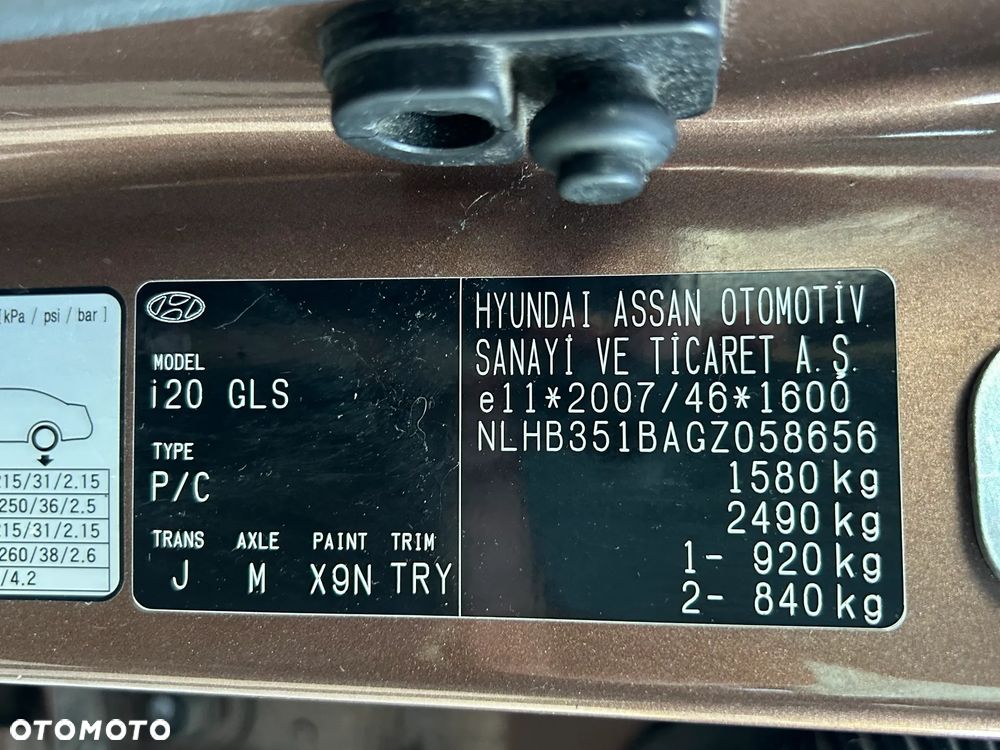 [kPa / psi / bar]
215/31/2.15
250/36/2.5
215/31/2.15
260/38/2.6
/4.2
MODEL
i20 GLS
TYPE
P/C
TRANS AXLE PAINT TRIM
J M X9N TRY
HYUNDAI ASSAN OTOMOTİV
SANAYİ VE TİCARET A.Ş.
e11*2007/46*1600
NLHB351BAGZ058656
1580 kg
2490 kg
1- 920 kg
2- 840 kg
OTOMOTO